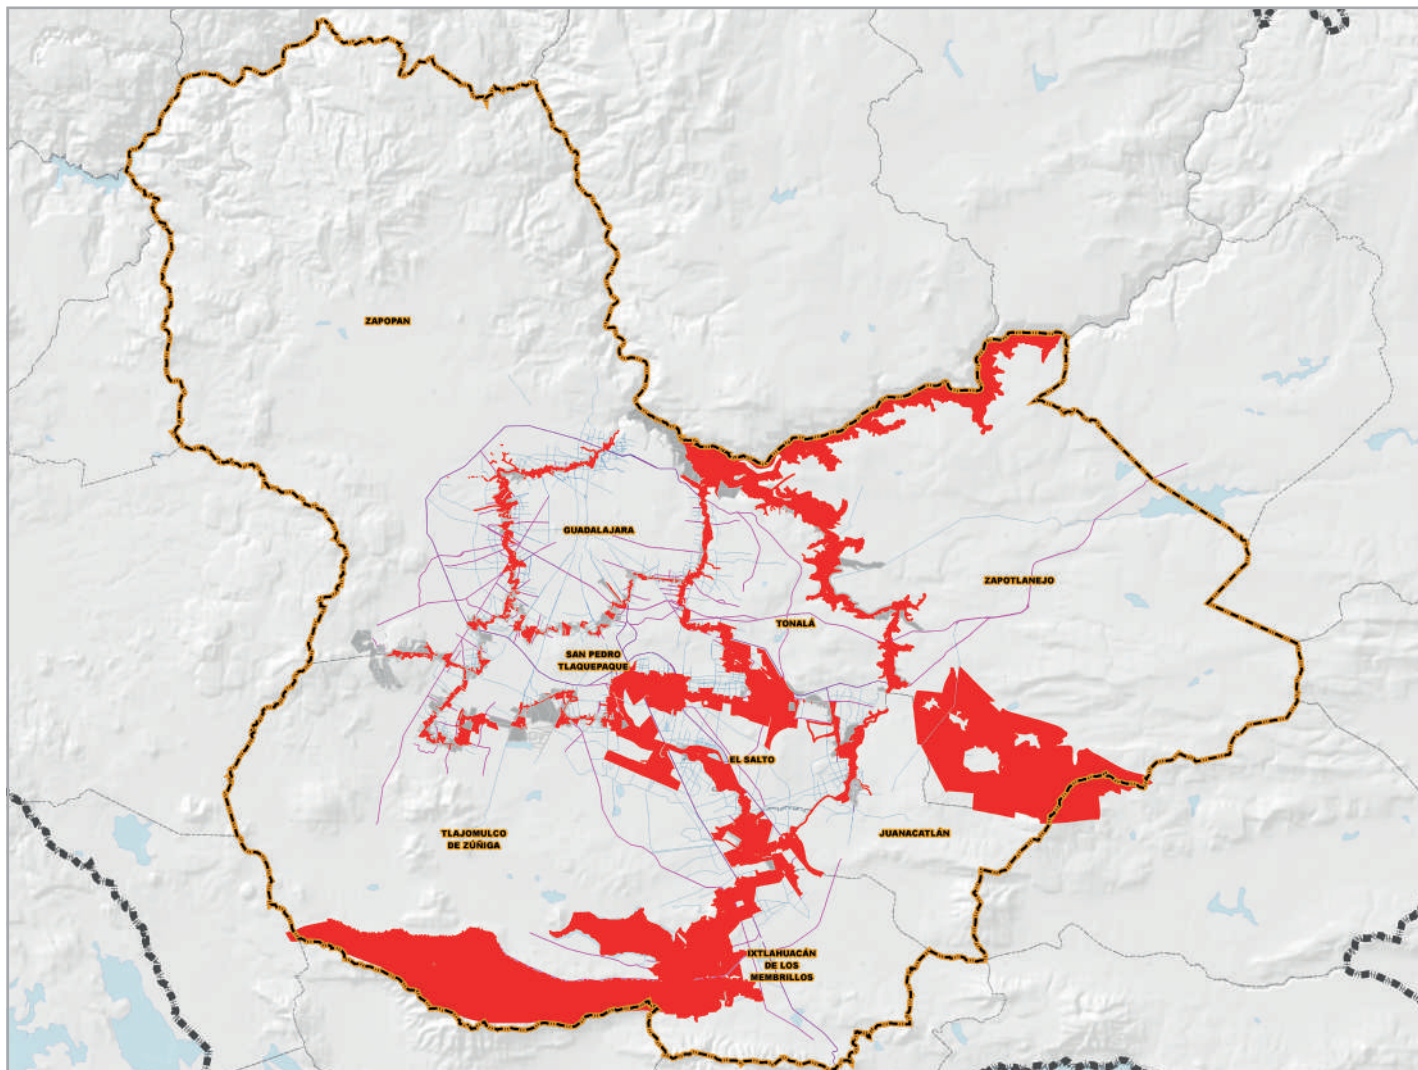 ZAPOPAN
GUADALAJARA
ZAPOTLANEJO
TONALÁ
SAN PEDRO
TLAQUEPAQUE
EL SALTO
TLAJOMULCO
DE ZÚÑIGA
JUANACATLÁN
IXTLAHUACÁN
DE LOS
MEMBRILLOS